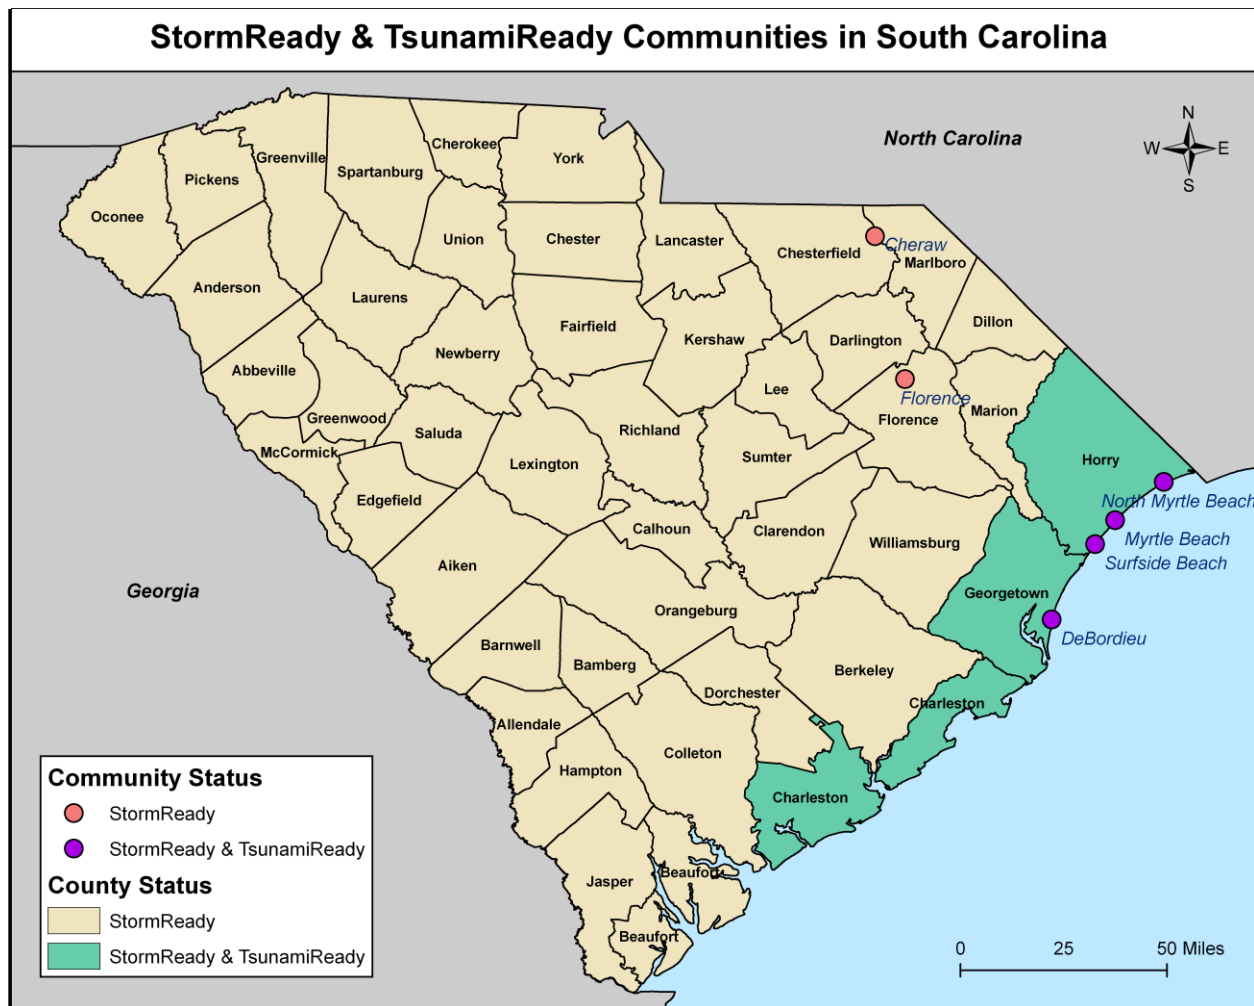 StormReady & TsunamiReady Communities in South Carolina
North Carolina
N
W E
S
Cherokee
York
Greenville
Spartanburg
Pickens
Oconee
Union
Chester
Lancaster
Chesterfield
Cheraw
Marlboro
Anderson
Laurens
Fairfield
Kershaw
Darlington
Dillon
Newberry
Abbeville
Lee
Florence
Florence
Marion
Greenwood
Saluda
Richland
McCormick
Lexington
Sumter
Horry
Edgefield
North Myrtle Beach
Calhoun
Clarendon
Williamsburg
Myrtle Beach
Surfside Beach
Aiken
Georgia
Georgetown
Orangeburg
DeBordieu
Barnwell
Bamberg
Berkeley
Dorchester
Charleston
Allendale
Colleton
Hampton
Charleston
Jasper
Beaufort
Beaufort
Community Status
StormReady
StormReady & TsunamiReady
County Status
StormReady
StormReady & TsunamiReady
0 25 50 Miles